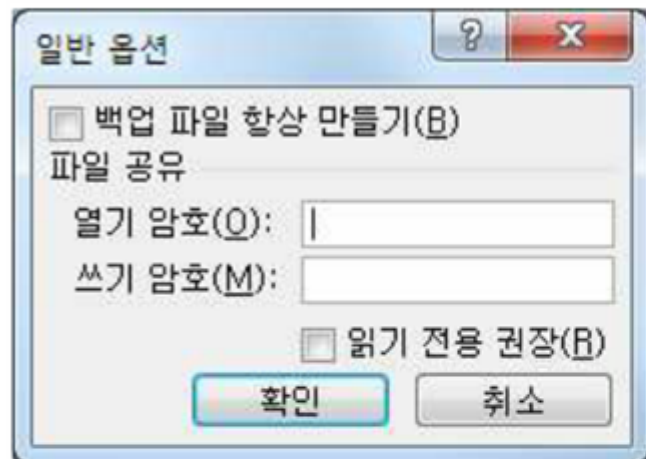 일반 옵션
백업 파일 항상 만들기(B)
파일 공유
열기 암호(O):
쓰기 암호(M):
읽기 전용 권장(R)
확인 취소